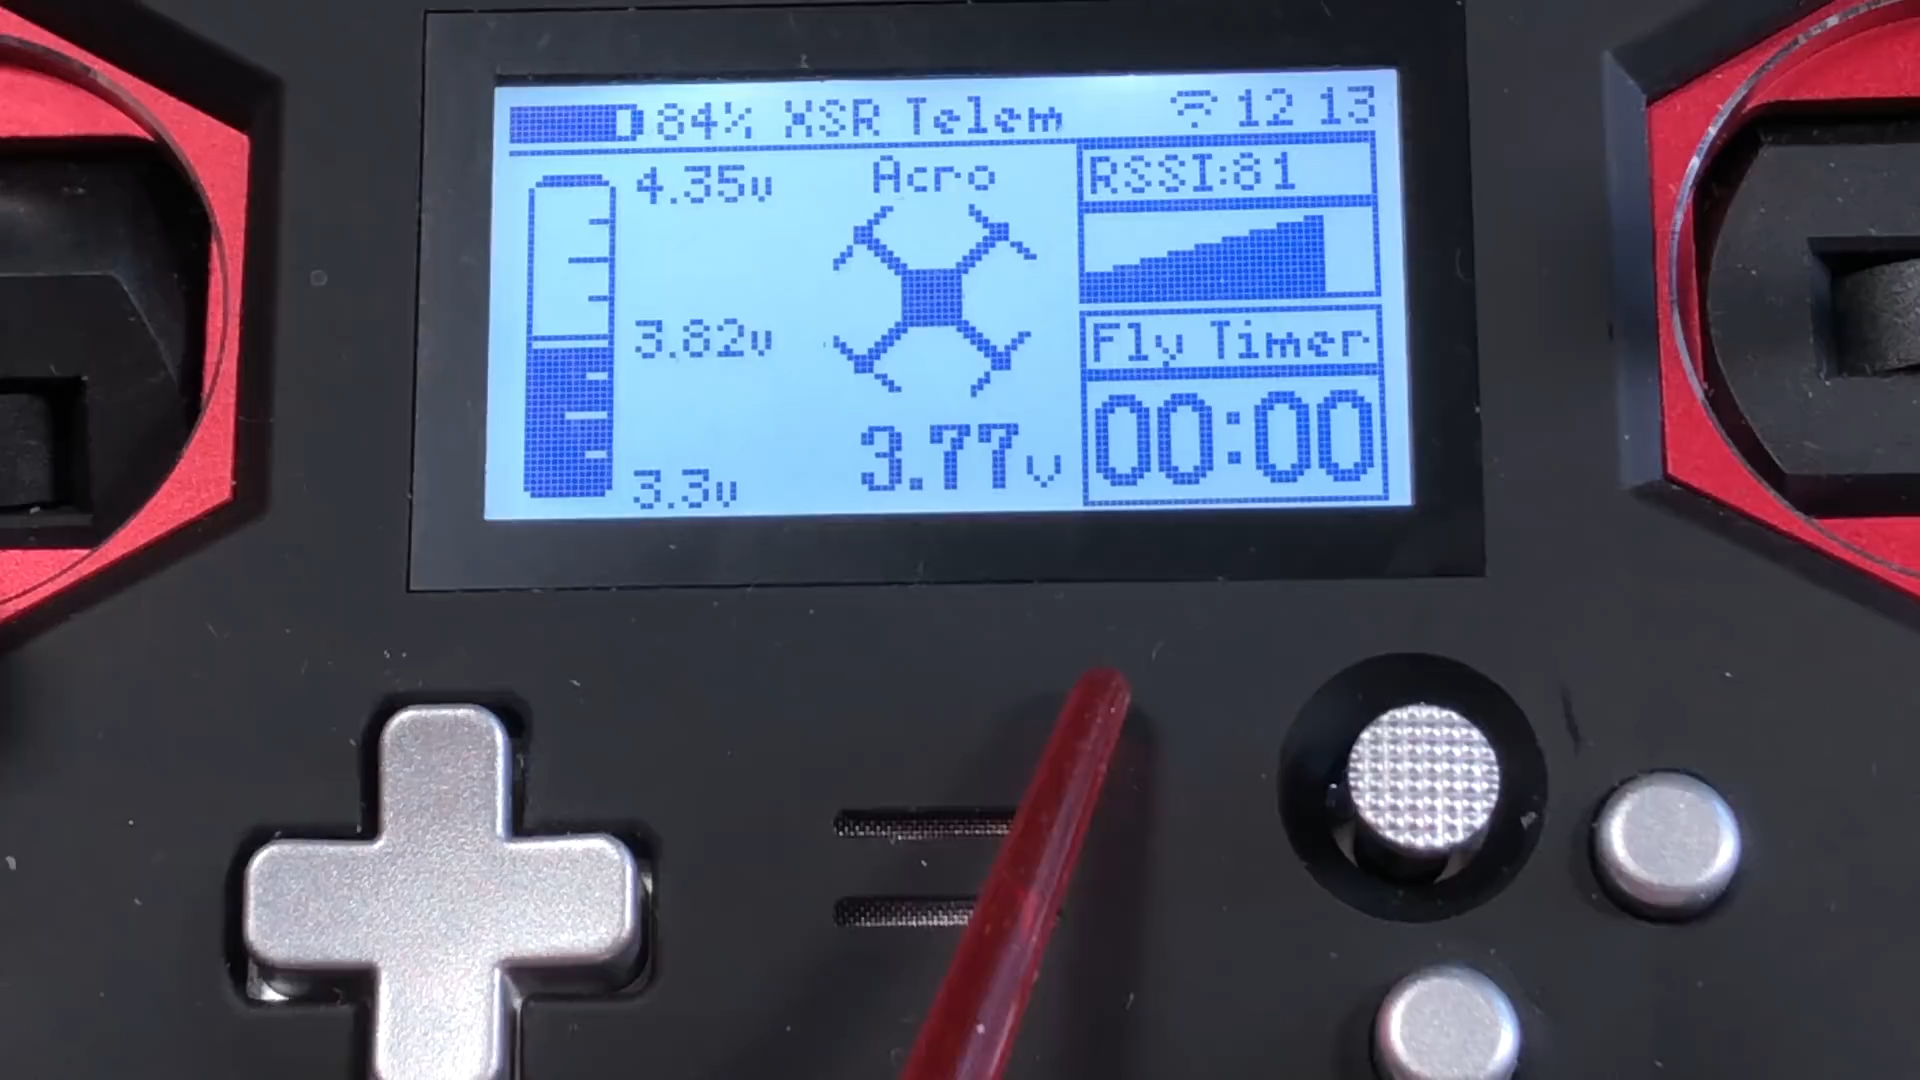 84% XSR Telem 12 13
4.35v
Acro
RSSI:81
3.82v
Fly Timer
3.3v
3.77v
00:00